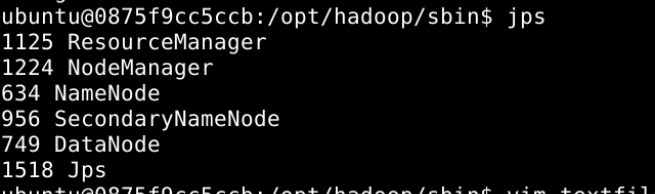 ubuntu@0875f9cc5ccb:/opt/hadoop/sbin$ jps
1125 ResourceManager
1224 NodeManager
634 NameNode
956 SecondaryNameNode
749 DataNode
1518 Jps
ubuntu@0875f9cc5ccb:/opt/hadoop/sbin$ vim textfil